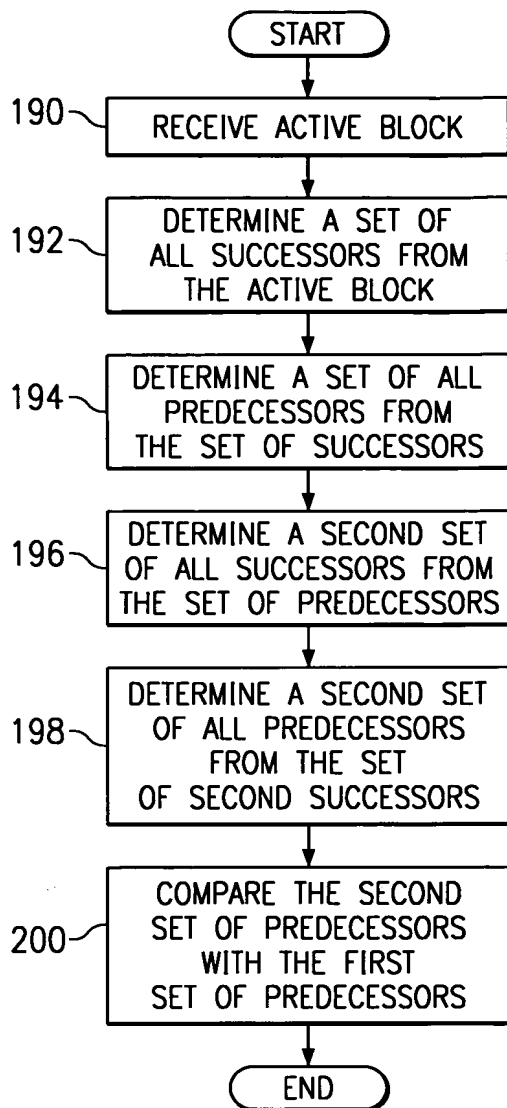 START
190
RECEIVE ACTIVE BLOCK
192
DETERMINE A SET OF
ALL SUCCESSORS FROM
THE ACTIVE BLOCK
194
DETERMINE A SET OF ALL
PREDECESSORS FROM
THE SET OF SUCCESSORS
196
DETERMINE A SECOND SET
OF ALL SUCCESSORS FROM
THE SET OF PREDECESSORS
198
DETERMINE A SECOND SET
OF ALL PREDECESSORS
FROM THE SET
OF SECOND SUCCESSORS
200
COMPARE THE SECOND
SET OF PREDECESSORS
WITH THE FIRST
SET OF PREDECESSORS
END